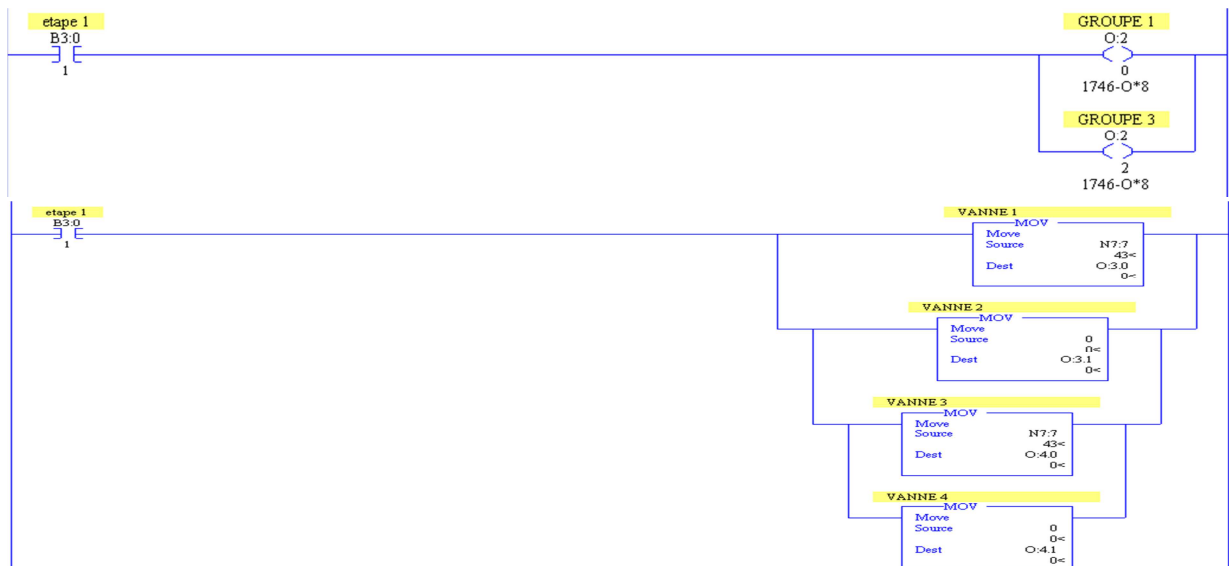 etape 1
B3:0
1
GROUPE 1
O:2
0
1746-O*8
GROUPE 3
O:2
2
1746-O*8
etape 1
B3:0
1
VANNE 1
MOV
Move
Source N7:7
43<
Dest O:3.0
0<
VANNE 2
MOV
Move
Source 0
0<
Dest O:3.1
0<
VANNE 3
MOV
Move
Source N7:7
43<
Dest O:4.0
0<
VANNE 4
MOV
Move
Source 0
0<
Dest O:4.1
0<